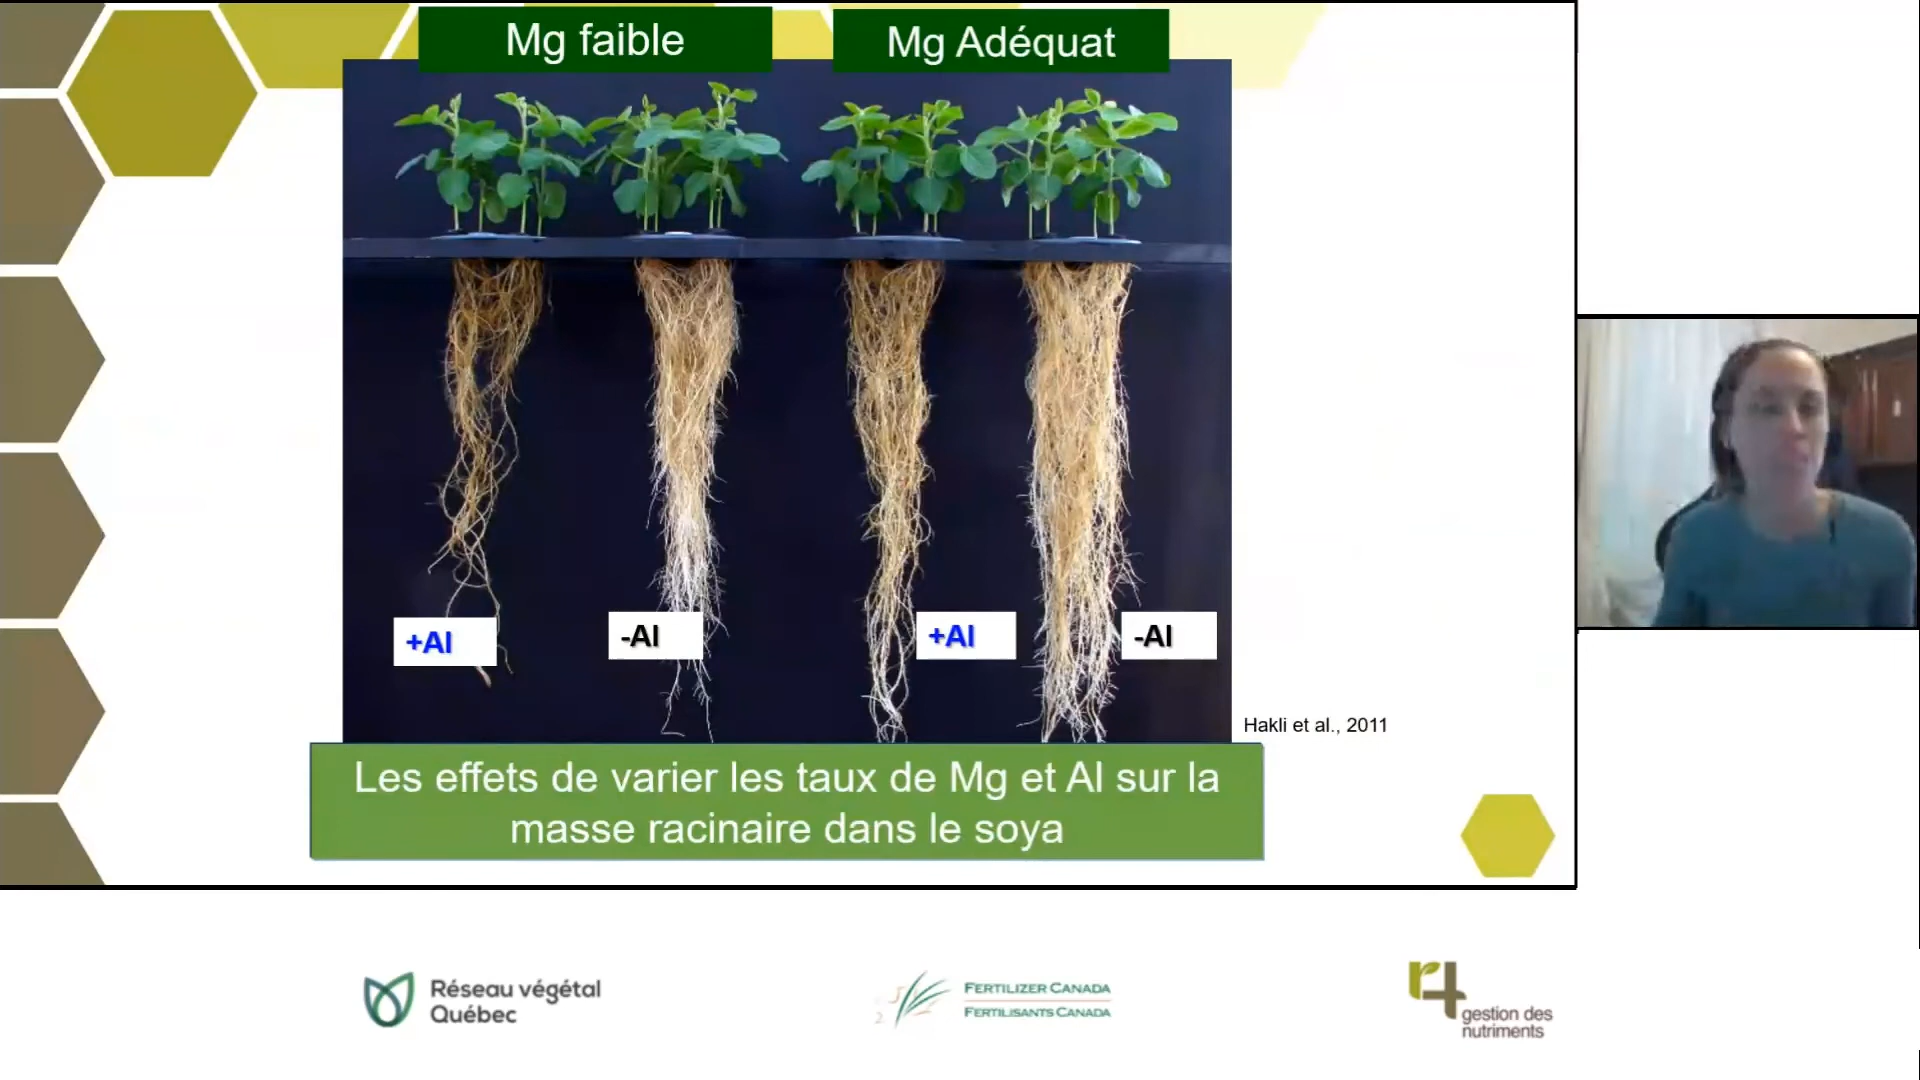 Mg faible
Mg Adéquat
+Al
-Al
+Al
-Al
Hakli et al., 2011
Les effets de varier les taux de Mg et Al sur la
masse racinaire dans le soya
Réseau végétal
Québec
FERTILIZER CANADA
FERTILISANTS CANADA
r4
gestion des
nutriments